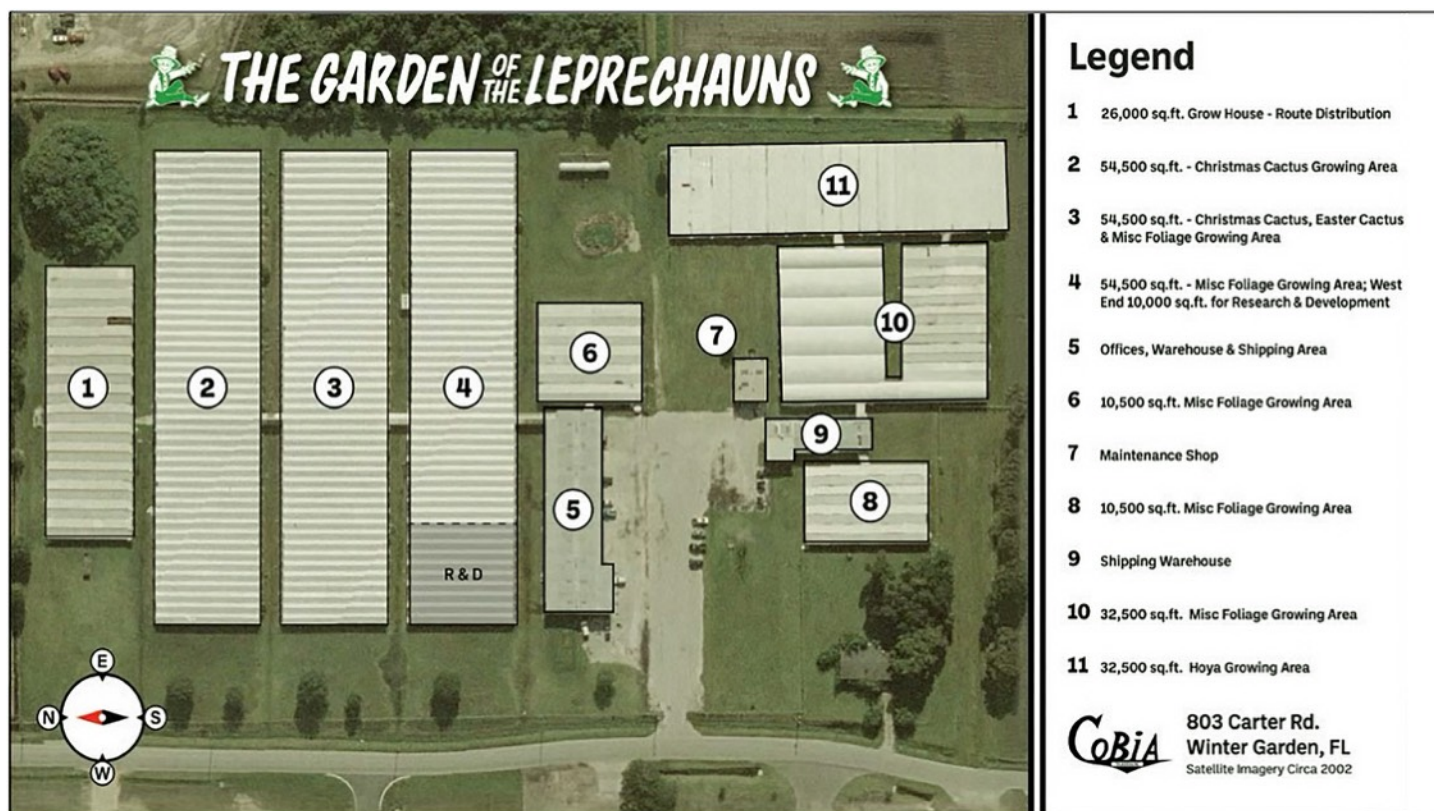 THE GARDEN OF THE LEPRECHAUNS
11
10
7
6
1
2
3
4
9
5
8
R & D
E
N
S
W
Legend
1 26,000 sq.ft. Grow House - Route Distribution
2 54,500 sq.ft. - Christmas Cactus Growing Area
3 54,500 sq.ft. - Christmas Cactus, Easter Cactus
& Misc Foliage Growing Area
4 54,500 sq.ft. - Misc Foliage Growing Area; West
End 10,000 sq.ft. for Research & Development
5 Offices, Warehouse & Shipping Area
6 10,500 sq.ft. Misc Foliage Growing Area
7 Maintenance Shop
8 10,500 sq.ft. Misc Foliage Growing Area
9 Shipping Warehouse
10 32,500 sq.ft. Misc Foliage Growing Area
11 32,500 sq.ft. Hoya Growing Area
COBiA
803 Carter Rd.
Winter Garden, FL
Satellite Imagery Circa 2002